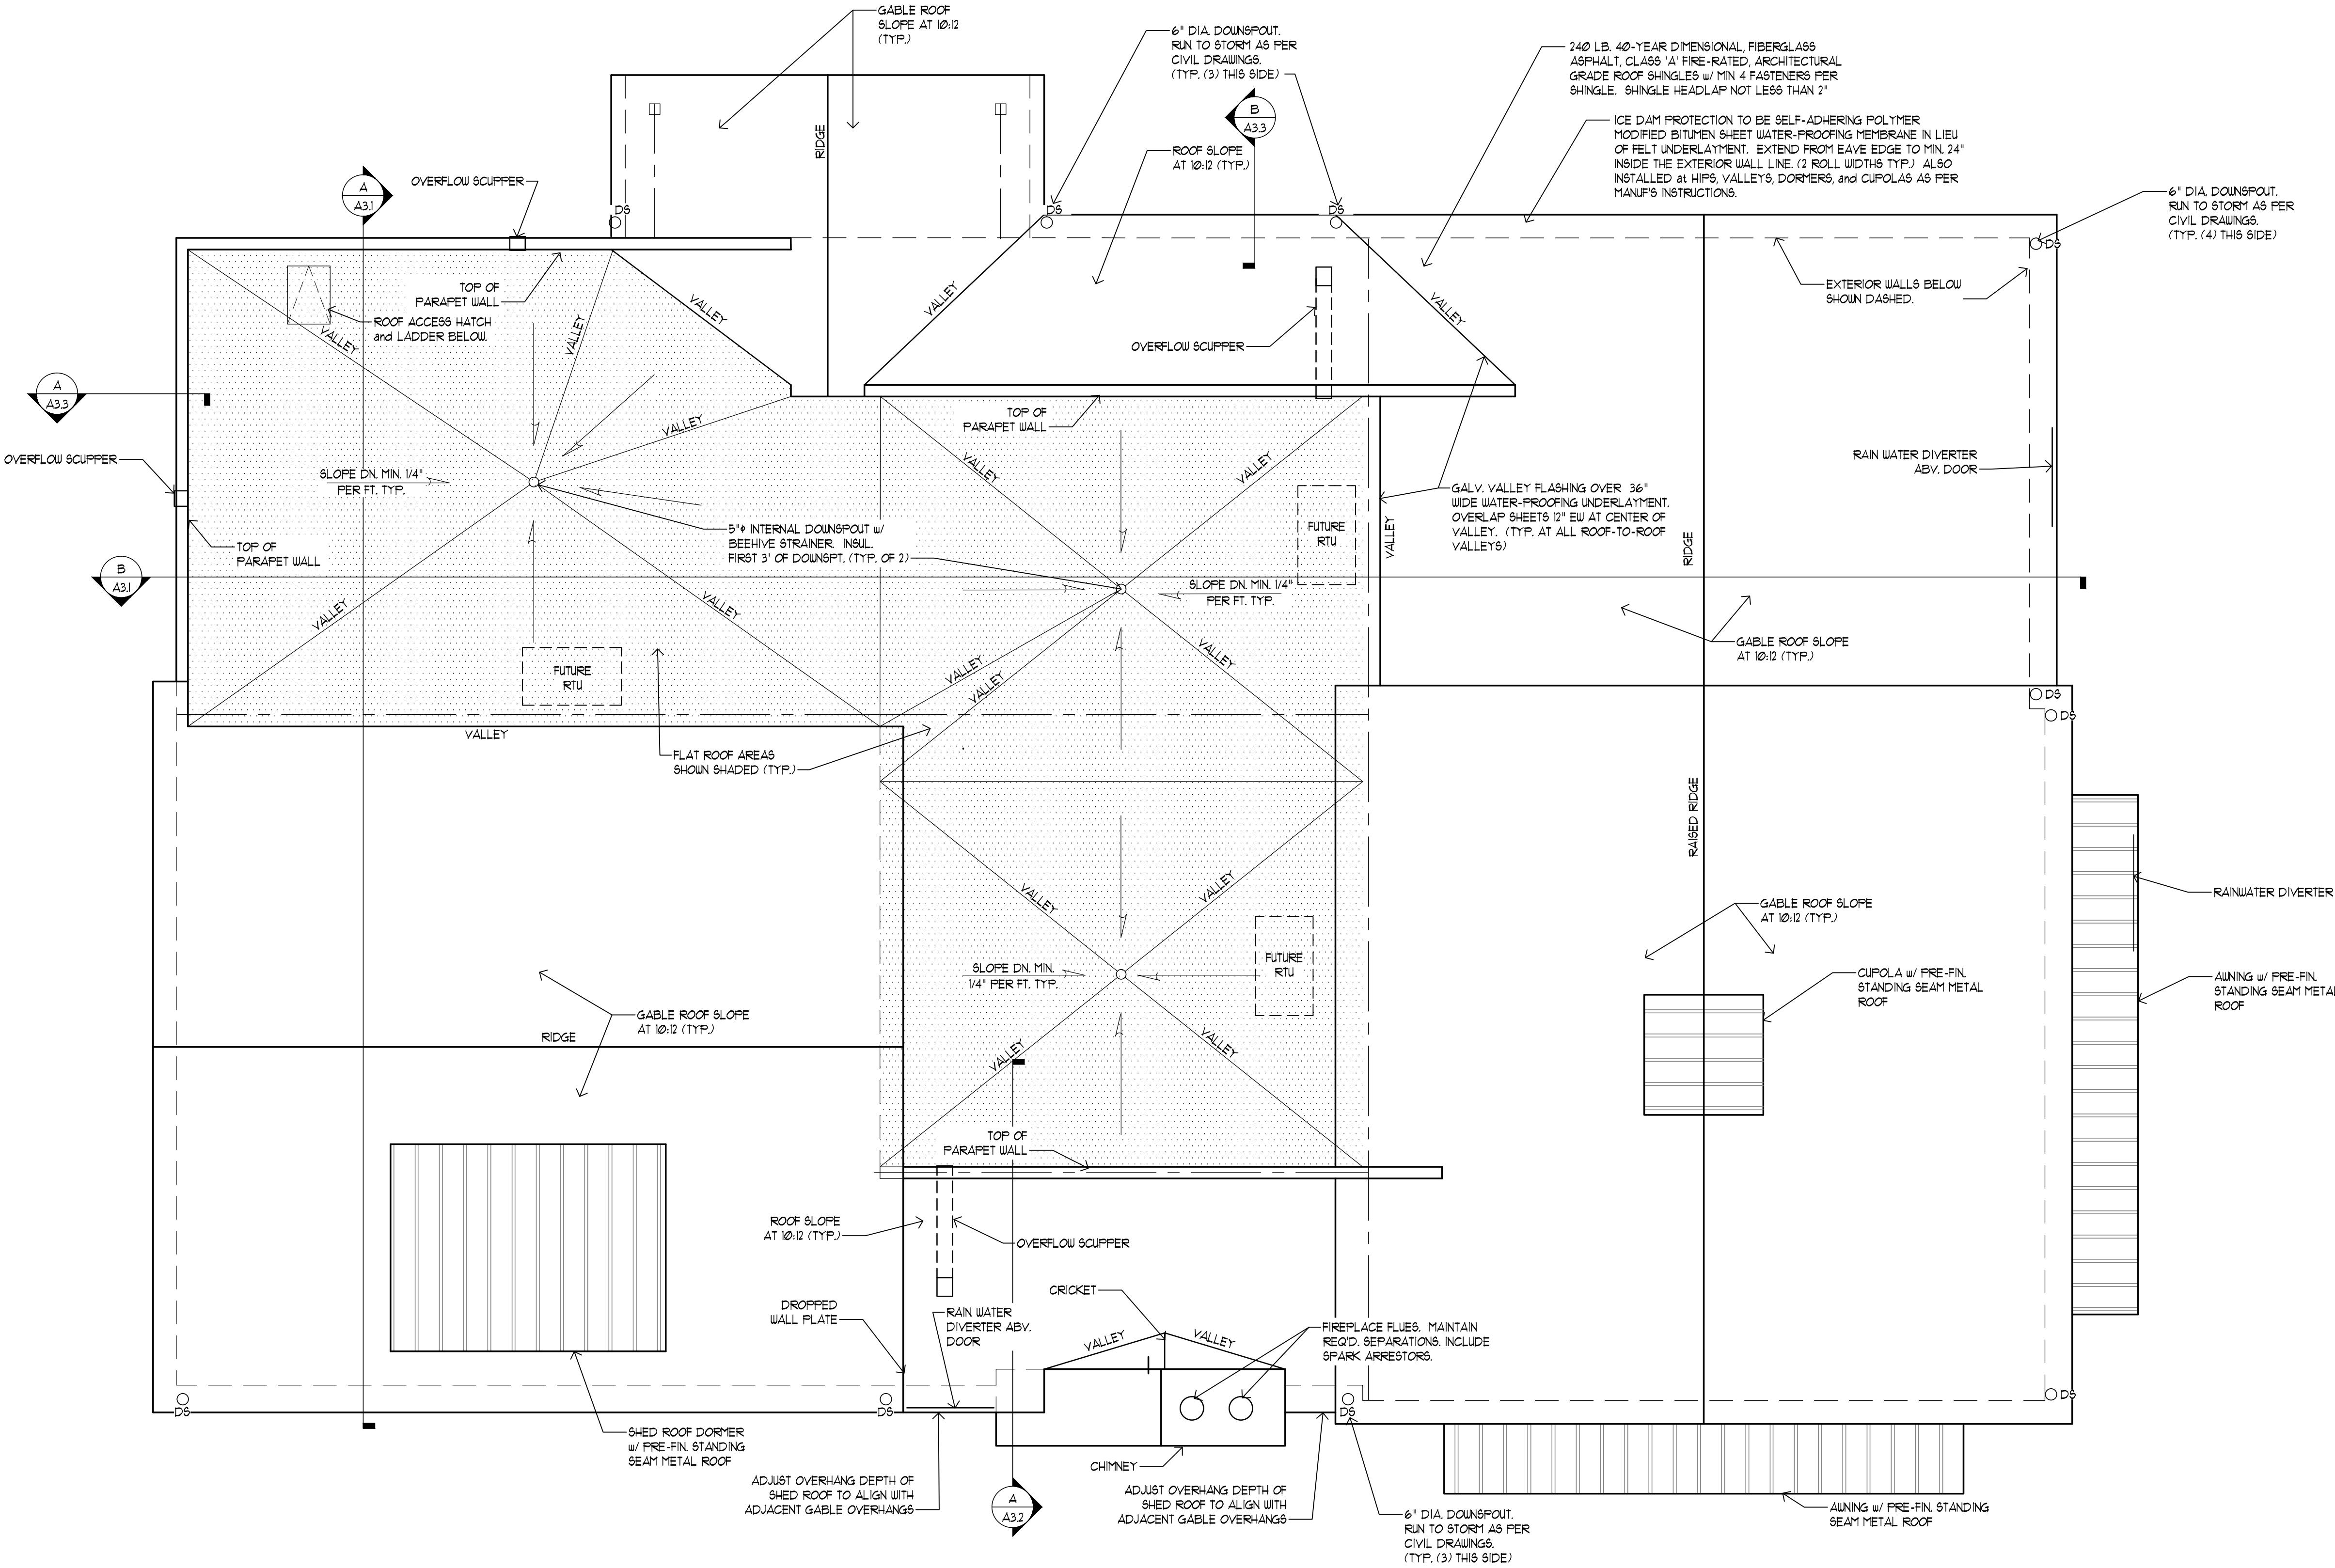 GABLE ROOF
SLOPE AT 10:12
(TYP.)
6" DIA. DOWNSPOUT.
RUN TO STORM AS PER
CIVIL DRAWINGS.
(TYP. (3) THIS SIDE)
240 LB. 40-YEAR DIMENSIONAL, FIBERGLASS
ASPHALT, CLASS 'A' FIRE-RATED, ARCHITECTURAL
GRADE ROOF SHINGLES w/ MIN 4 FASTENERS PER
SHINGLE. SHINGLE HEADLAP NOT LESS THAN 2"
B
A3.3
ICE DAM PROTECTION TO BE SELF-ADHERING POLYMER
MODIFIED BITUMEN SHEET WATER-PROOFING MEMBRANE IN LIEU
OF FELT UNDERLAYMENT. EXTEND FROM EAVE EDGE TO MIN. 24"
INSIDE THE EXTERIOR WALL LINE. (2 ROLL WIDTHS TYP.) ALSO
INSTALLED at HIPS, VALLEYS, DORMERS, and CUPOLAS AS PER
MANUF'S INSTRUCTIONS.
RIDGE
ROOF SLOPE
AT 10:12 (TYP.)
A
A3.1
OVERFLOW SCUPPER
6" DIA. DOWNSPOUT.
RUN TO STORM AS PER
CIVIL DRAWINGS.
(TYP. (4) THIS SIDE)
DS
DS
DS
DS
TOP OF
PARAPET WALL
ROOF ACCESS HATCH
and LADDER BELOW.
VALLEY
VALLEY
VALLEY
VALLEY
VALLEY
EXTERIOR WALLS BELOW
SHOWN DASHED.
OVERFLOW SCUPPER
A
A3.3
TOP OF
PARAPET WALL
VALLEY
OVERFLOW SCUPPER
SLOPE DN. MIN. 1/4"
PER FT. TYP.
VALLEY
VALLEY
RAIN WATER DIVERTER
ABV. DOOR
GALV. VALLEY FLASHING OVER 36"
WIDE WATER-PROOFING UNDERLAYMENT.
OVERLAP SHEETS 12" EW AT CENTER OF
VALLEY. (TYP. AT ALL ROOF-TO-ROOF
VALLEYS)
FUTURE
RTU
VALLEY
RIDGE
5"ø INTERNAL DOWNSPOUT w/
BEEHIVE STRAINER. INSUL.
FIRST 3' OF DOWNSPT. (TYP. OF 2)
TOP OF
PARAPET WALL
B
A3.1
SLOPE DN. MIN. 1/4"
PER FT. TYP.
VALLEY
VALLEY
GABLE ROOF SLOPE
AT 10:12 (TYP.)
FUTURE
RTU
VALLEY
VALLEY
VALLEY
DS
DS
VALLEY
FLAT ROOF AREAS
SHOWN SHADED (TYP.)
RAISED RIDGE
RAINWATER DIVERTER
VALLEY
VALLEY
GABLE ROOF SLOPE
AT 10:12 (TYP.)
FUTURE
RTU
SLOPE DN. MIN.
1/4" PER FT. TYP.
CUPOLA w/ PRE-FIN.
STANDING SEAM METAL
ROOF
AWNING w/ PRE-FIN.
STANDING SEAM METAL
ROOF
GABLE ROOF SLOPE
AT 10:12 (TYP.)
RIDGE
VALLEY
VALLEY
TOP OF
PARAPET WALL
ROOF SLOPE
AT 10:12 (TYP.)
OVERFLOW SCUPPER
CRICKET
DROPPED
WALL PLATE
RAIN WATER
DIVERTER ABV.
DOOR
VALLEY
VALLEY
FIREPLACE FLUES. MAINTAIN
REQ'D. SEPARATIONS. INCLUDE
SPARK ARRESTORS.
DS
DS
DS
DS
SHED ROOF DORMER
w/ PRE-FIN. STANDING
SEAM METAL ROOF
CHIMNEY
ADJUST OVERHANG DEPTH OF
SHED ROOF TO ALIGN WITH
ADJACENT GABLE OVERHANGS
A
A3.2
ADJUST OVERHANG DEPTH OF
SHED ROOF TO ALIGN WITH
ADJACENT GABLE OVERHANGS
6" DIA. DOWNSPOUT.
RUN TO STORM AS PER
CIVIL DRAWINGS.
(TYP. (3) THIS SIDE)
AWNING w/ PRE-FIN. STANDING
SEAM METAL ROOF